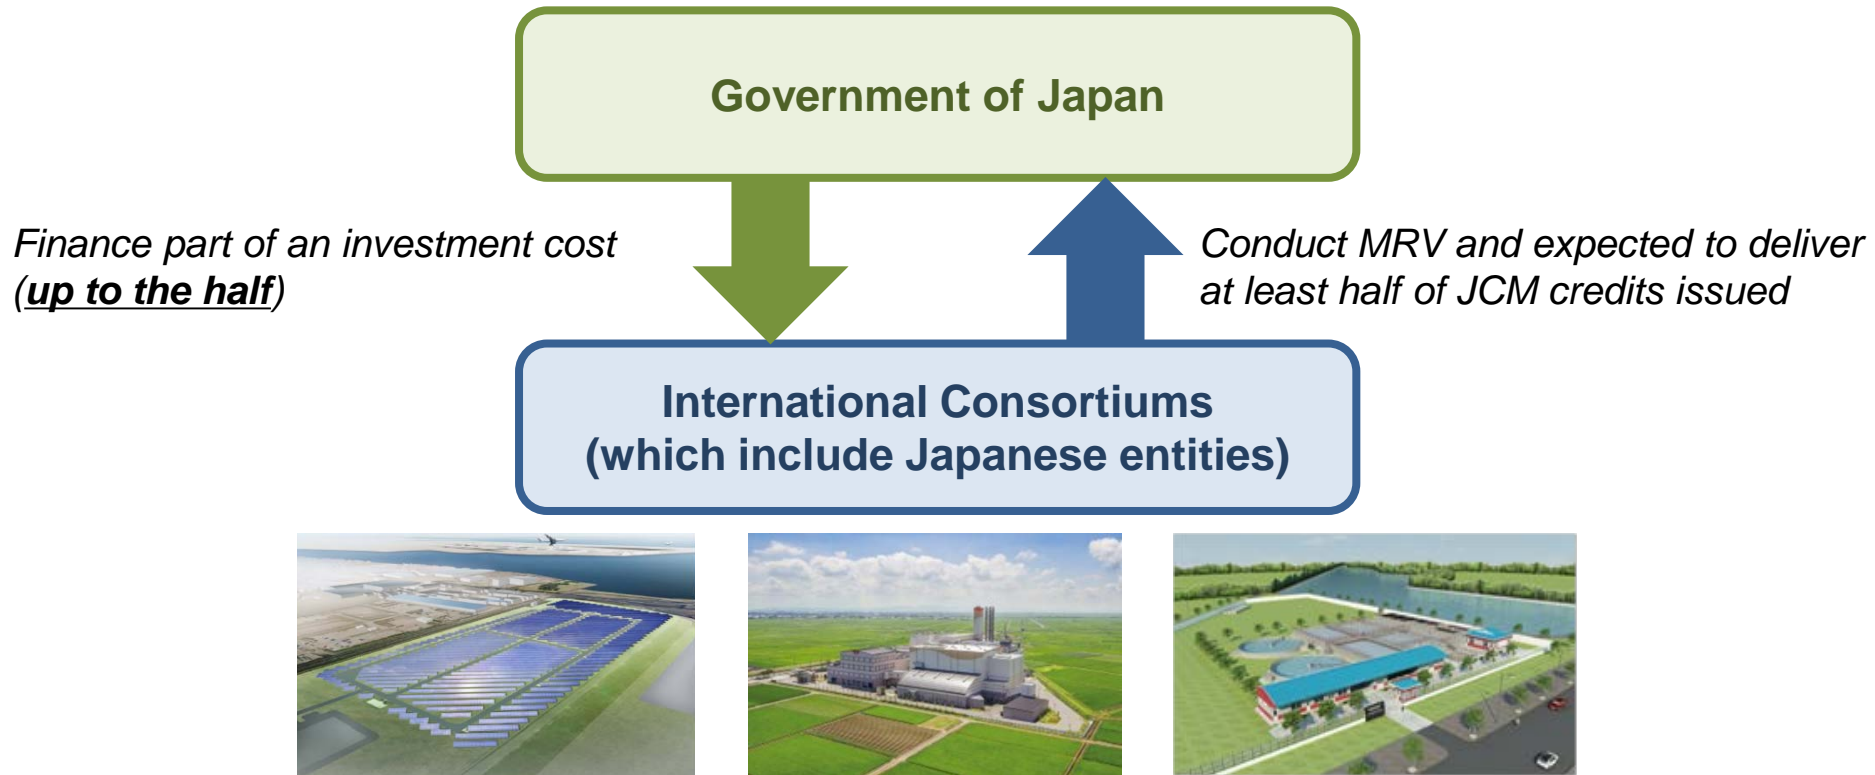 Government of Japan
Finance part of an investment cost
(up to the half)
Conduct MRV and expected to deliver
at least half of JCM credits issued
International Consortiums
(which include Japanese entities)